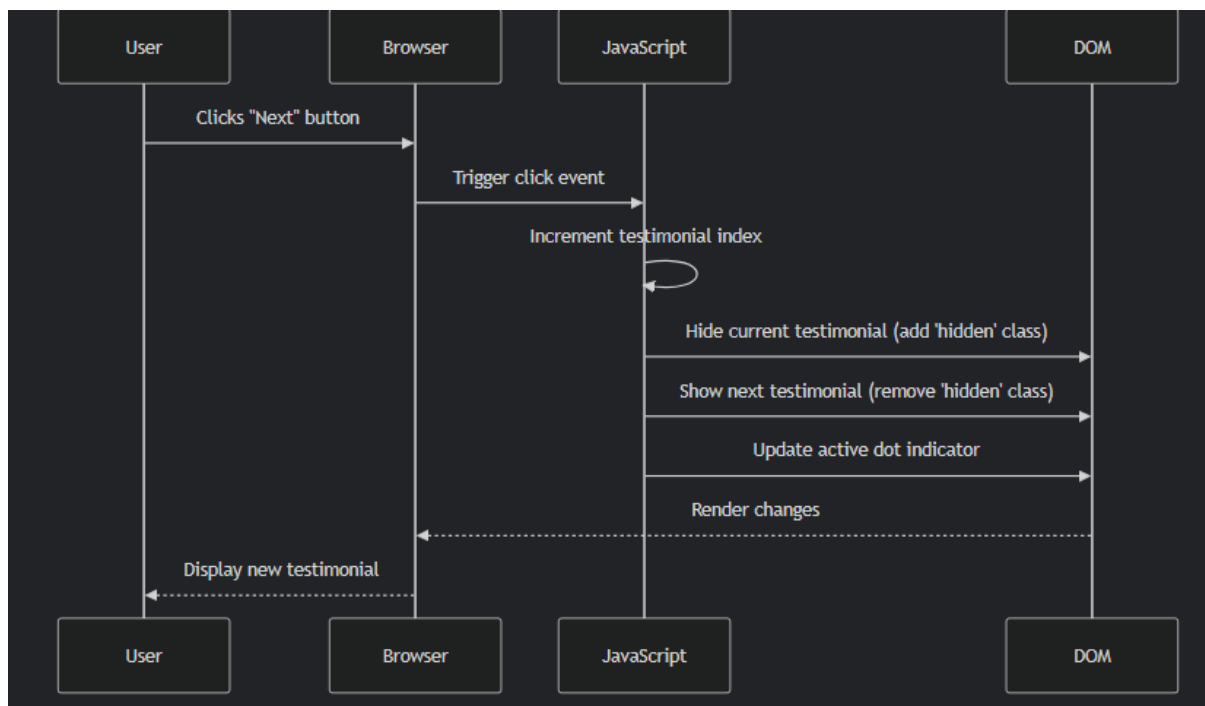 User
Browser
JavaScript
DOM
Clicks "Next" button
Trigger click event
Increment testimonial index
Hide current testimonial (add 'hidden' class)
Show next testimonial (remove 'hidden' class)
Update active dot indicator
Render changes
Display new testimonial
User
Browser
JavaScript
DOM